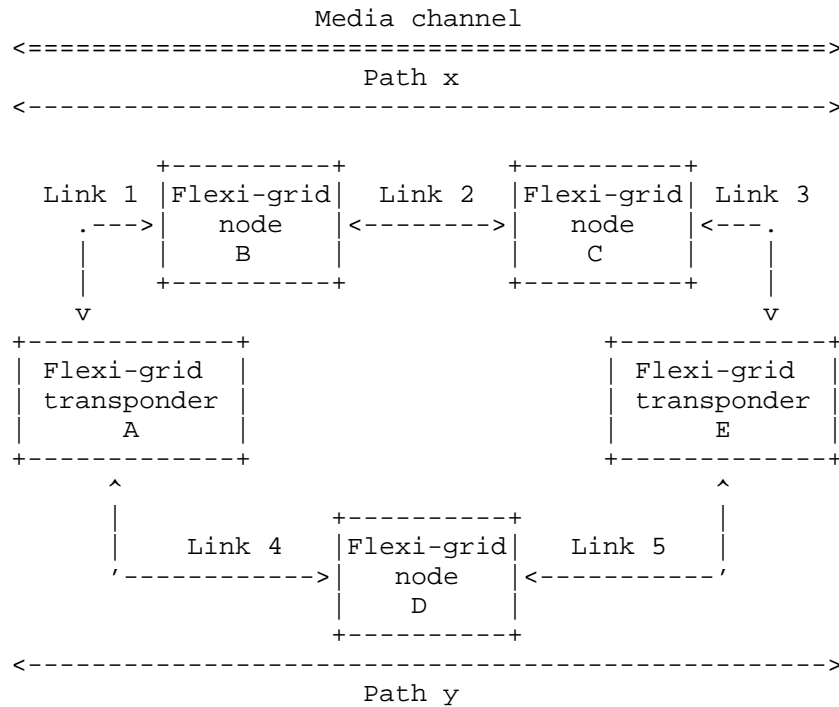 Media channel
<===================================================>
Path x
<--------------------------------------------------->
+----------+ +----------+
Link 1 |Flexi-grid| Link 2 |Flexi-grid| Link 3
.--->| node |<-------->| node |<---.
| | B | | C | |
| +----------+ +----------+ |
v v
+-------------+ +-------------+
| Flexi-grid | | Flexi-grid |
| transponder | | transponder |
| A | | E |
+-------------+ +-------------+
^ ^
| +----------+ |
| Link 4 |Flexi-grid| Link 5 |
'------------>| node |<-----------'
| D |
+----------+
<--------------------------------------------------->
Path y